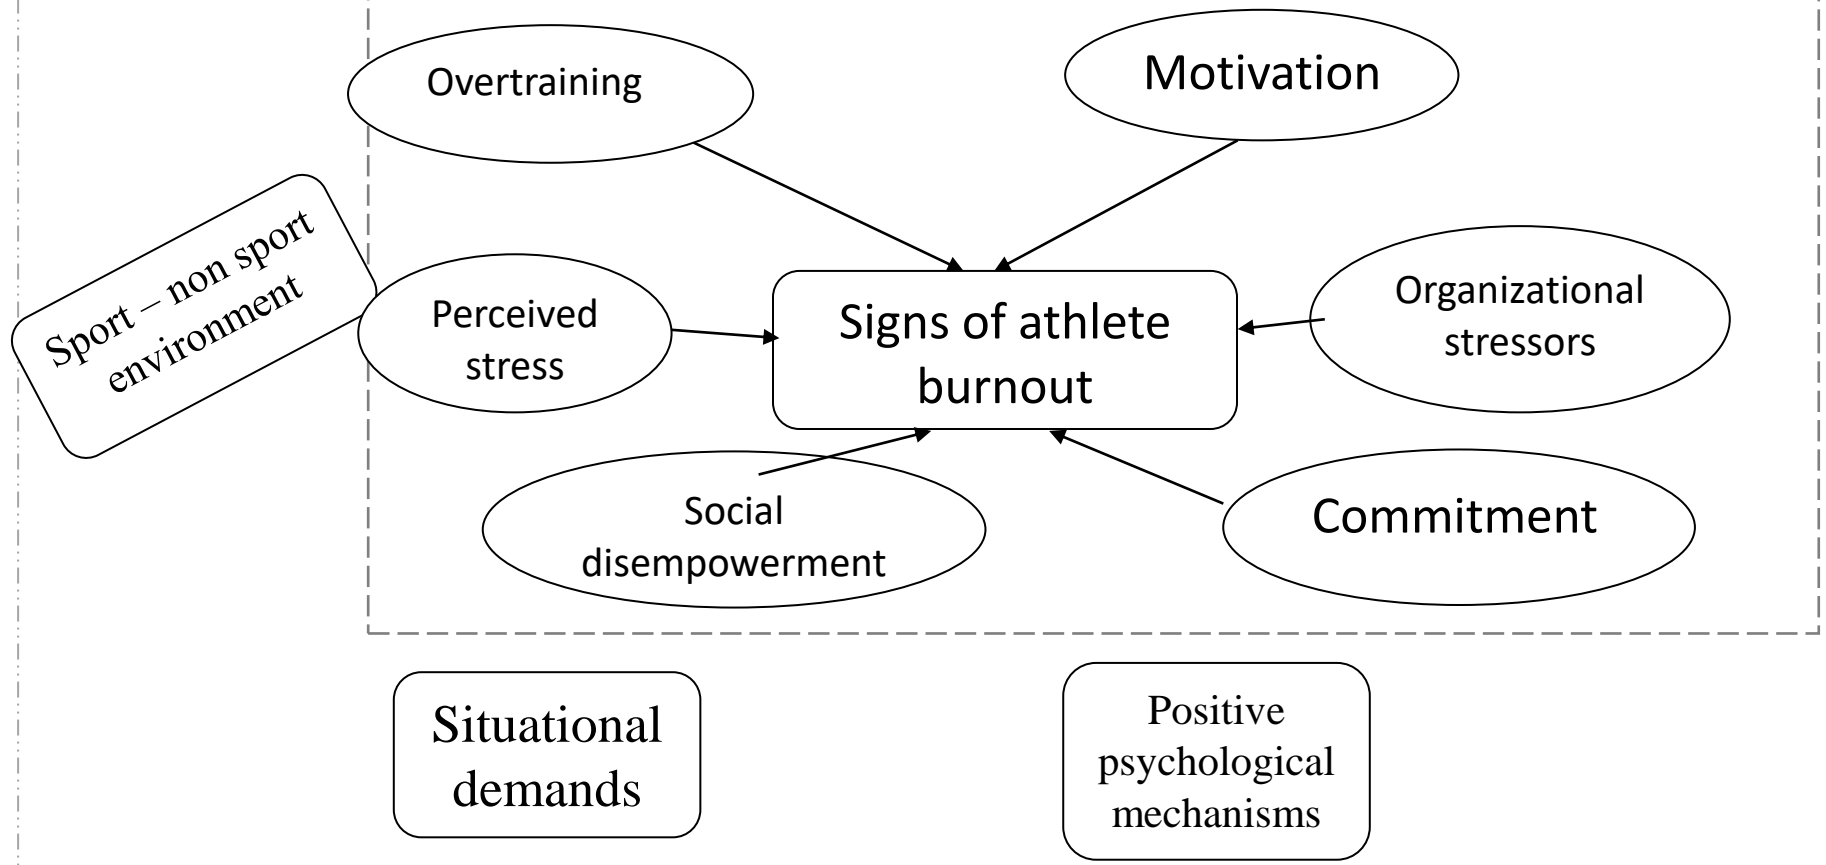 Overtraining
Motivation
Sport – non sport
environment
Perceived
stress
Signs of athlete
burnout
Organizational
stressors
Social
disempowerment
Commitment
Situational
demands
Positive
psychological
mechanisms